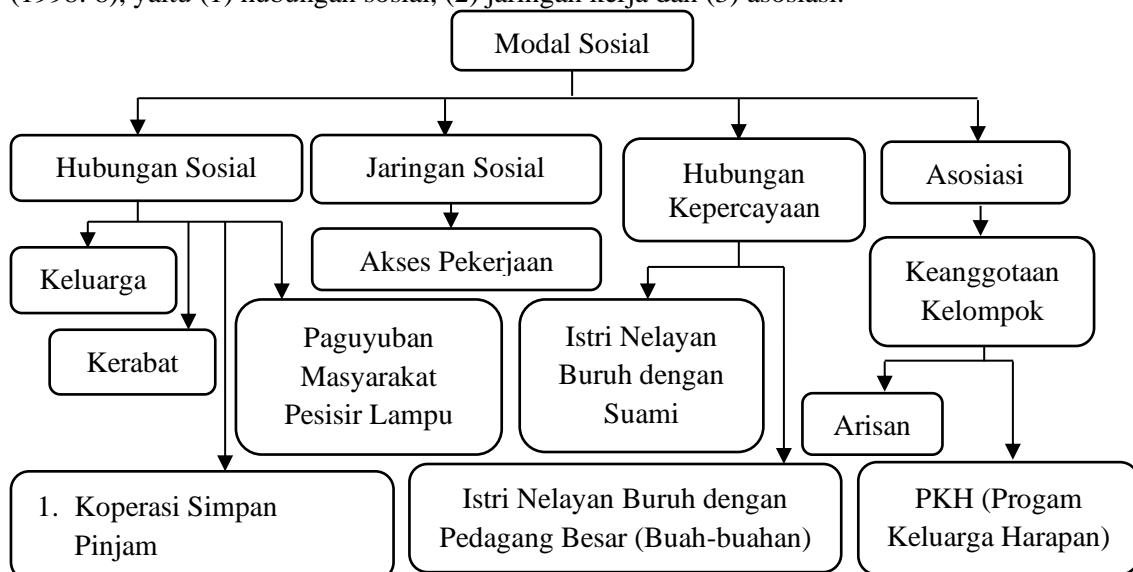 (1998: 8), yaitu (1) hubungan sosial, (2) jaringan kerja dan (3) asosiasi.
Modal Sosial
Hubungan Sosial
Jaringan Sosial
Hubungan
Kepercayaan
Asosiasi
Keluarga
Kerabat
Paguyuban
Masyarakat
Pesisir Lampu
1. Koperasi Simpan
Pinjam
Akses Pekerjaan
Istri Nelayan
Buruh dengan
Suami
Istri Nelayan Buruh dengan
Pedagang Besar (Buah-buahan)
Keanggotaan
Kelompok
Arisan
PKH (Progam
Keluarga Harapan)